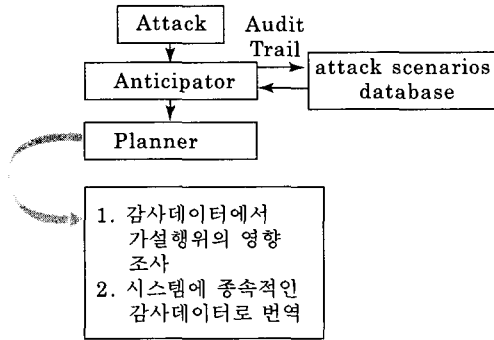 Attack
Audit
Trail
Anticipator
attack scenarios
database
Planner
1. 감사데이터에서
가설행위의 영향
조사
2. 시스템에 종속적인
감사데이터로 번역